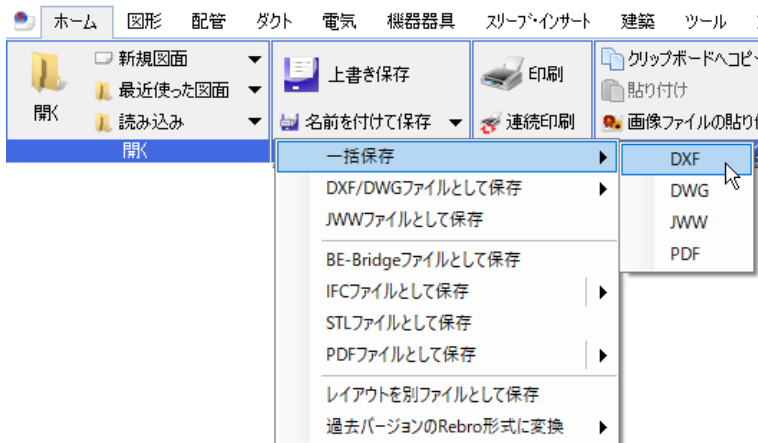 ホーム 図形 配管 ダクト 電気 機器器具 スリーブ・インサート 建築 ツール
新規図面
最近使った図面
読み込み
開く
上書き保存
名前を付けて保存
印刷
連続印刷
クリップボードへコピー
貼り付け
画像ファイルの貼り付
開く
一括保存
DXF/DWGファイルとして保存
JWWファイルとして保存
BE-Bridgeファイルとして保存
IFCファイルとして保存
STLファイルとして保存
PDFファイルとして保存
レイアウトを別ファイルとして保存
過去バージョンのRebro形式に変換
DXF
DWG
JWW
PDF